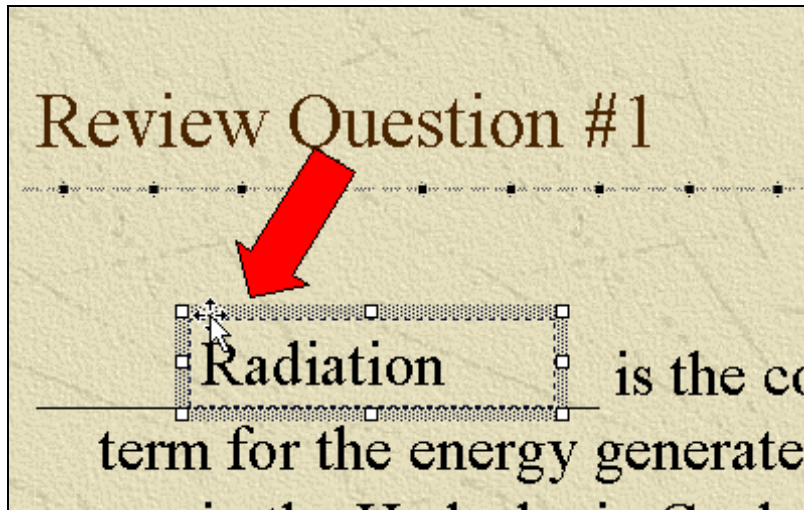 Review Question #1
Radiation is the co
term for the energy generate